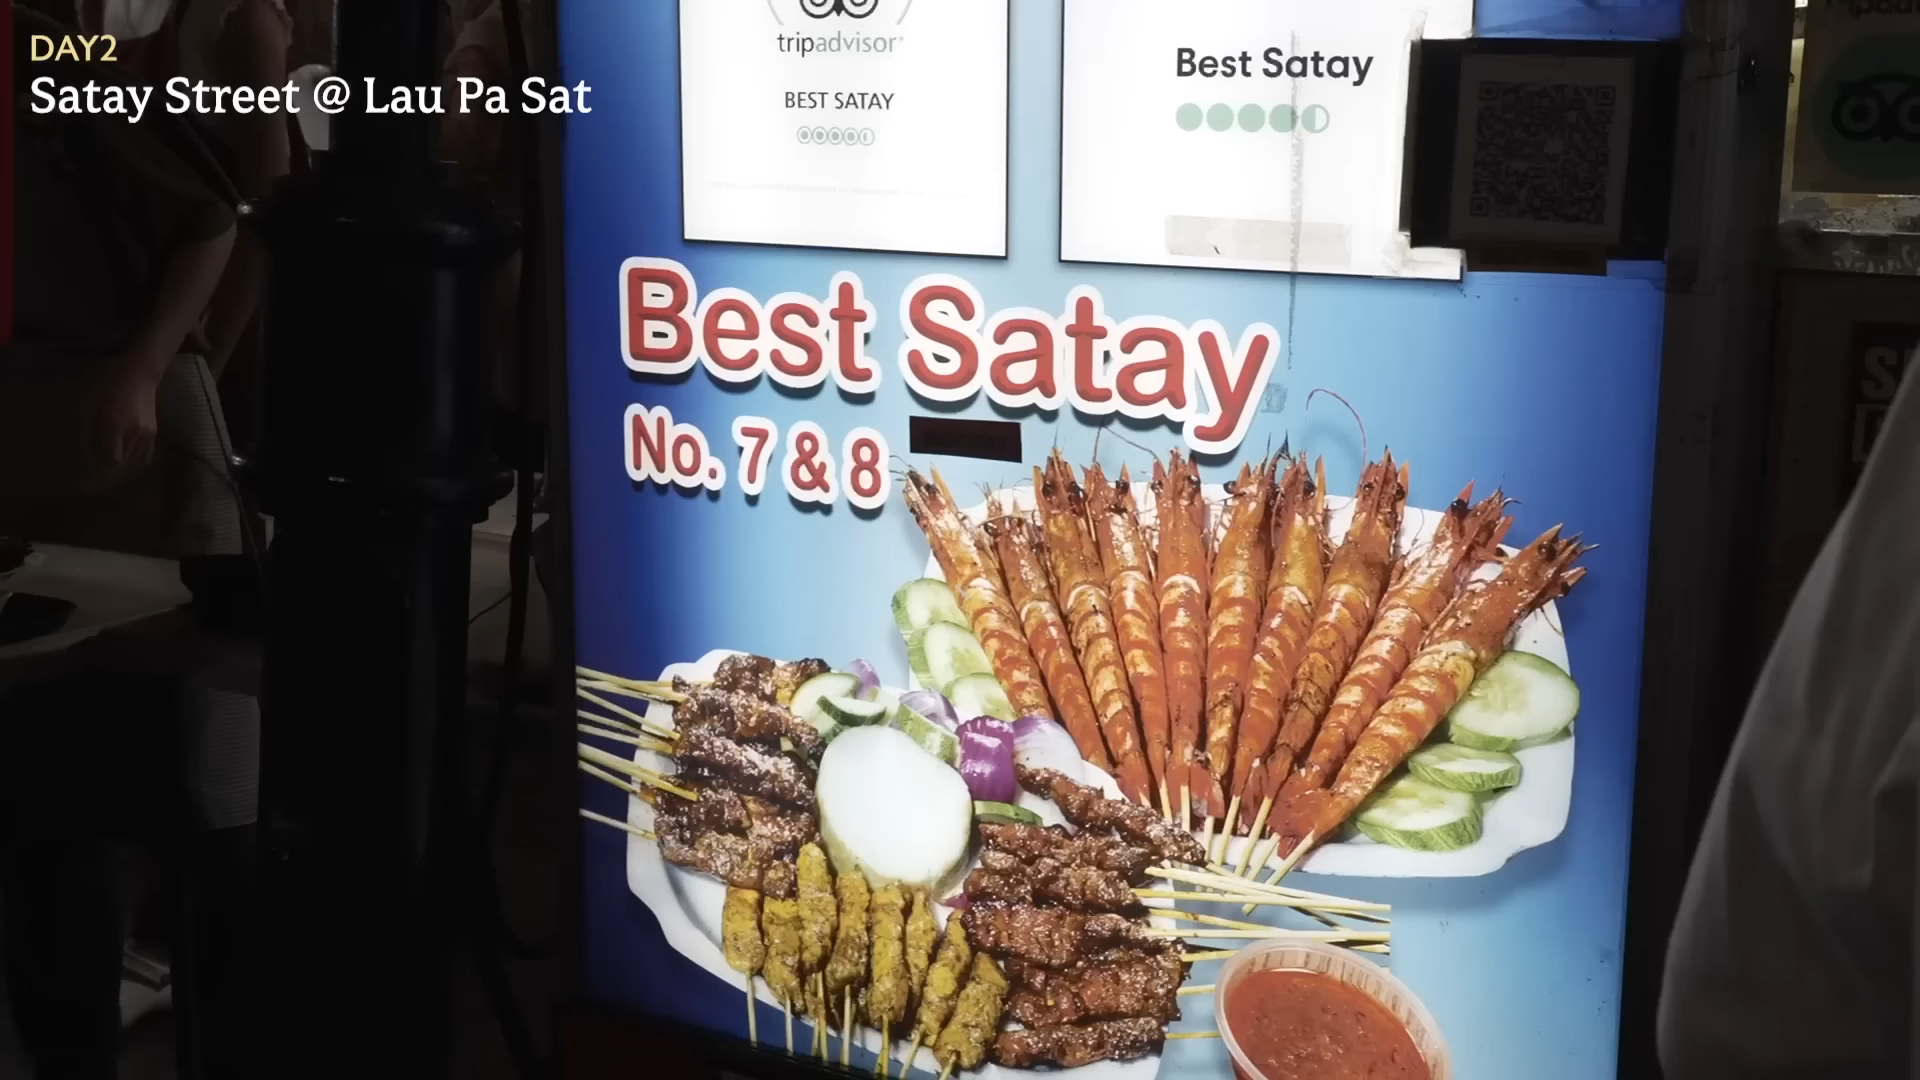 DAY2
Satay Street @ Lau Pa Sat
tripadvisor
BEST SATAY
Best Satay
Best Satay
No. 7 & 8